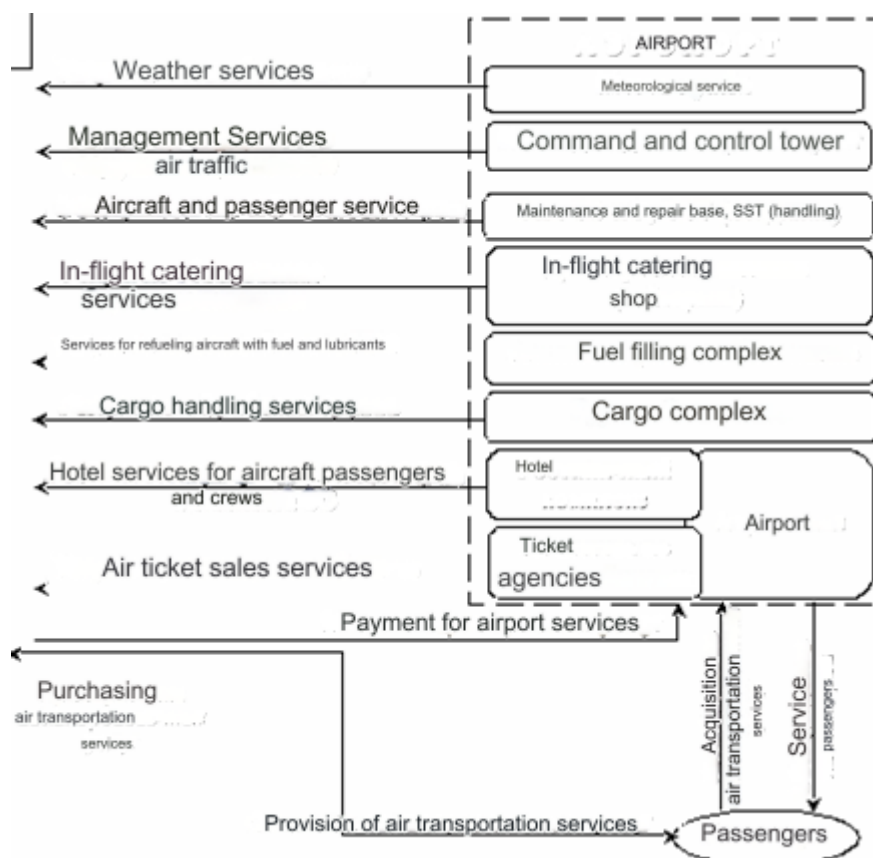 AIRPORT
Weather services
Meteorological service
Management Services
air traffic
Command and control tower
Aircraft and passenger service
Maintenance and repair base, SST (handling)
In-flight catering
services
In-flight catering
shop
Services for refueling aircraft with fuel and lubricants
Fuel filling complex
Cargo handling services
Cargo complex
Hotel services for aircraft passengers
and crews
Hotel
Airport
Air ticket sales services
Ticket
agencies
Payment for airport services
Purchasing
air transportation
services
Acquisition
air transportation
services
Service
passengers
Provision of air transportation services
Passengers